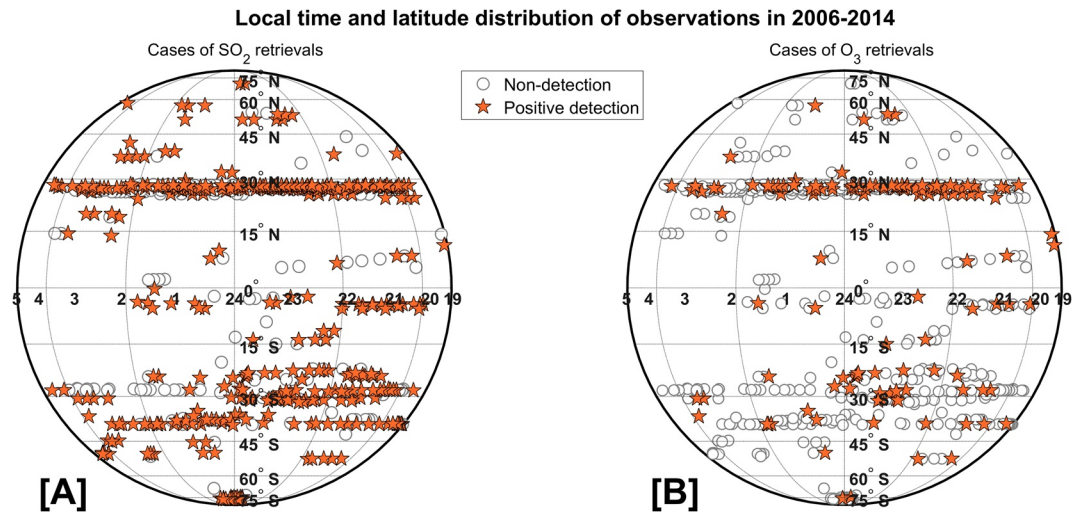 Local time and latitude distribution of observations in 2006-2014
Cases of SO2 retrievals
Cases of O3 retrievals
Non-detection
Positive detection
75° N
60° N
45° N
30° N
15° N
0°
5 4 3 2 1 24 23 22 21 20 19
15° S
30° S
45° S
60° S
75° S
[A]
75° N
60° N
45° N
30° N
15° N
0°
5 4 3 2 1 24 23 22 21 20 19
15° S
30° S
45° S
60° S
75° S
[B]